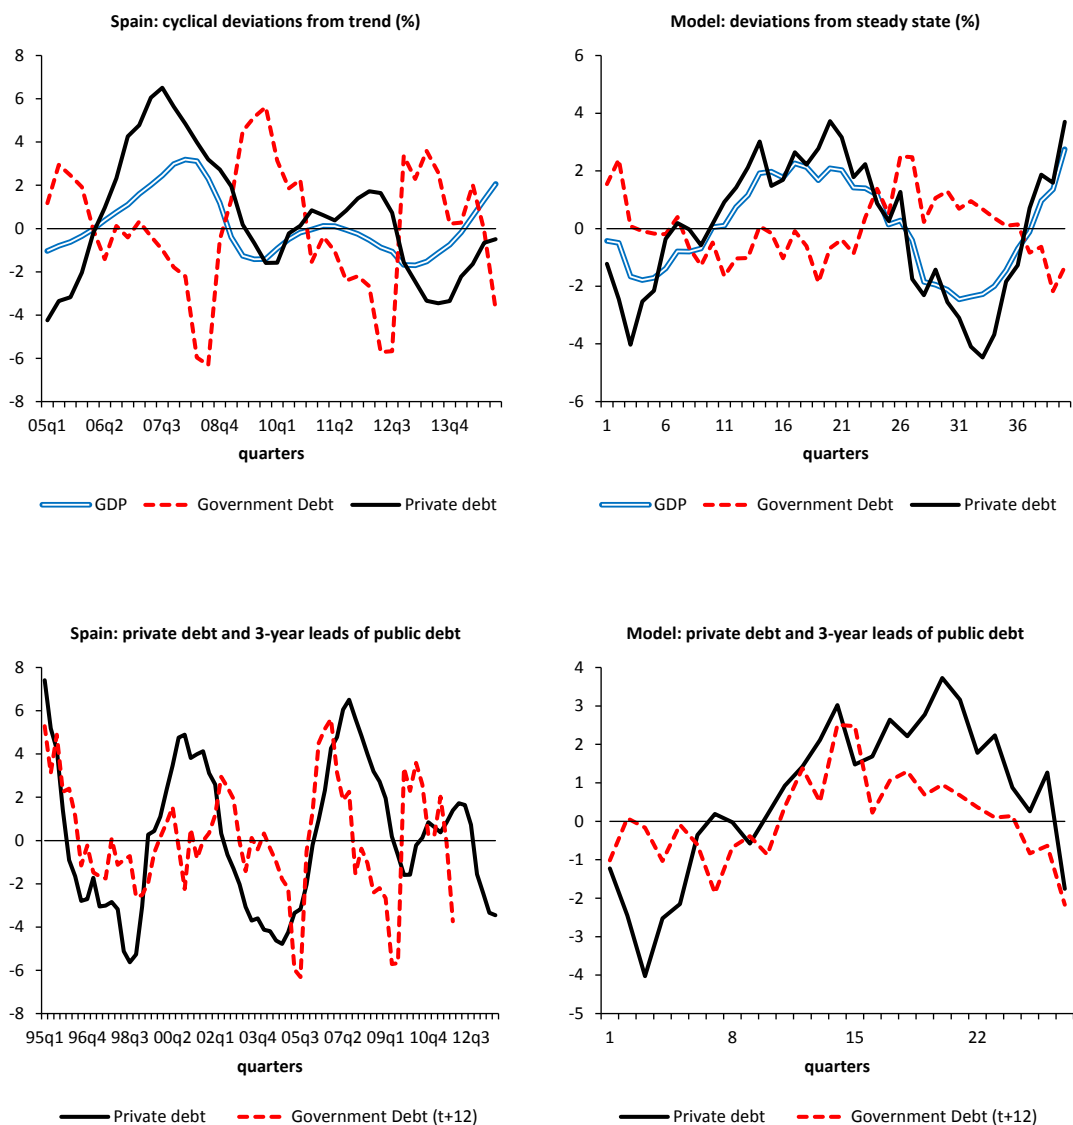 Spain: cyclical deviations from trend (%)
8
6
4
2
0
-2
-4
-6
-8
05q1 06q2 07q3 08q4 10q1 11q2 12q3 13q4
quarters
GDP Government Debt Private debt
Model: deviations from steady state (%)
6
4
2
0
-2
-4
-6
1 6 11 16 21 26 31 36
quarters
GDP Government Debt Private debt
Spain: private debt and 3-year leads of public debt
8
6
4
2
0
-2
-4
-6
-8
95q1 96q4 98q3 00q2 02q1 03q4 05q3 07q2 09q1 10q4 12q3
quarters
Private debt Government Debt (t+12)
Model: private debt and 3-year leads of public debt
4
3
2
1
0
-1
-2
-3
-4
-5
1 8 15 22
quarters
Private debt Government Debt (t+12)